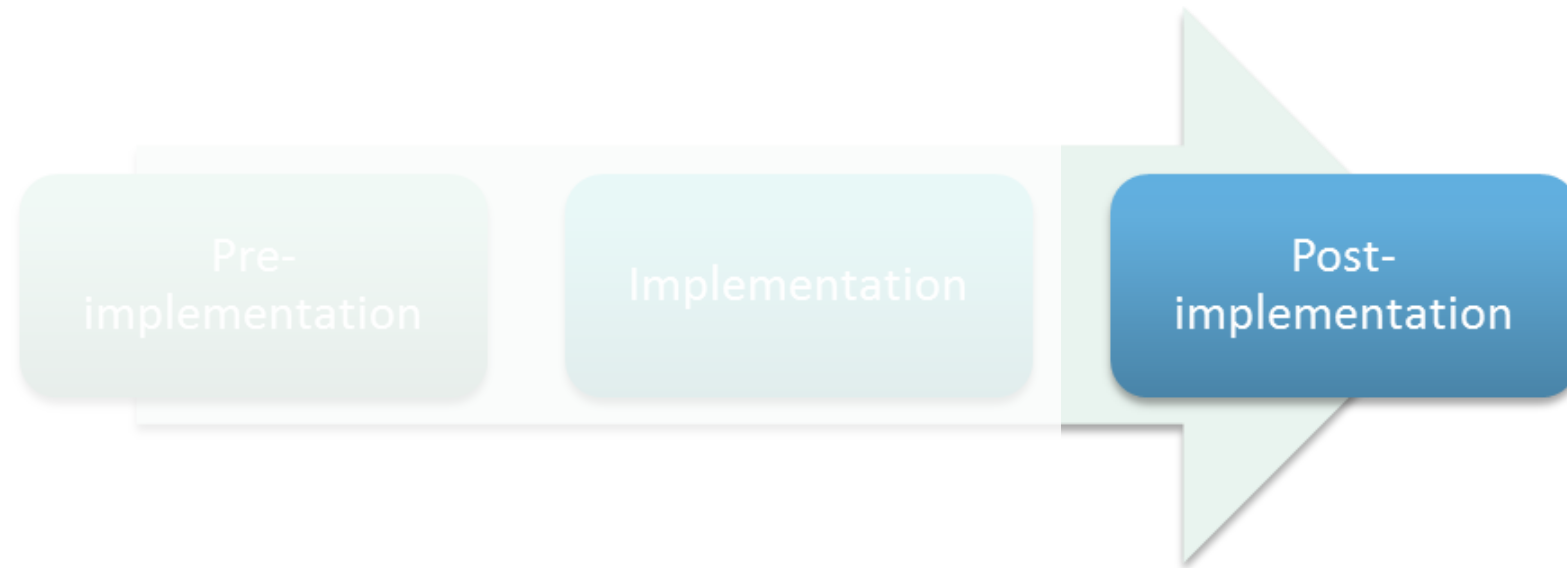 Pre-
implementation
Implementation
Post-
implementation